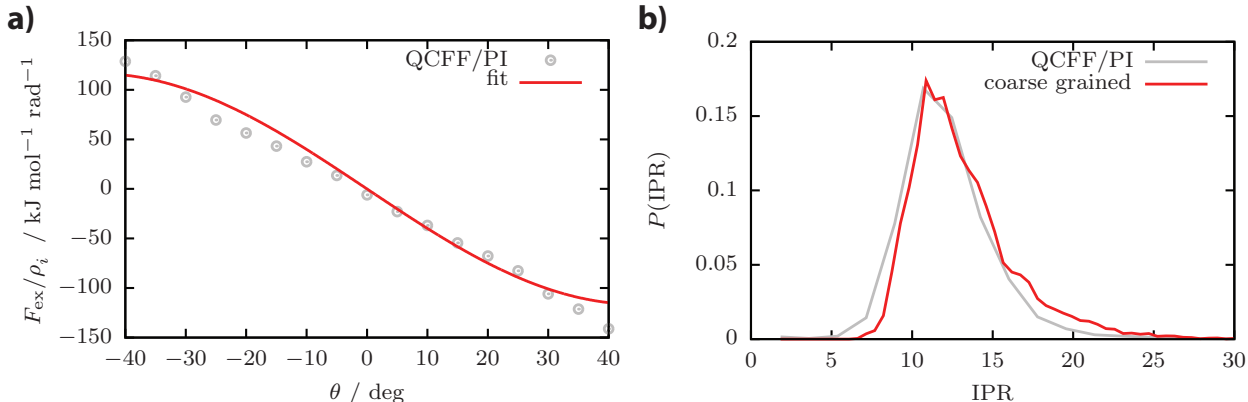 a)
150
100
50
0
−50
−100
−150
−40 −30 −20 −10 0 10 20 30 40
F_ex/ρ_i / kJ mol⁻¹ rad⁻¹
θ / deg
QCFF/PI
fit
b)
0.2
0.15
0.1
0.05
0
0 5 10 15 20 25 30
P(IPR)
IPR
QCFF/PI
coarse grained